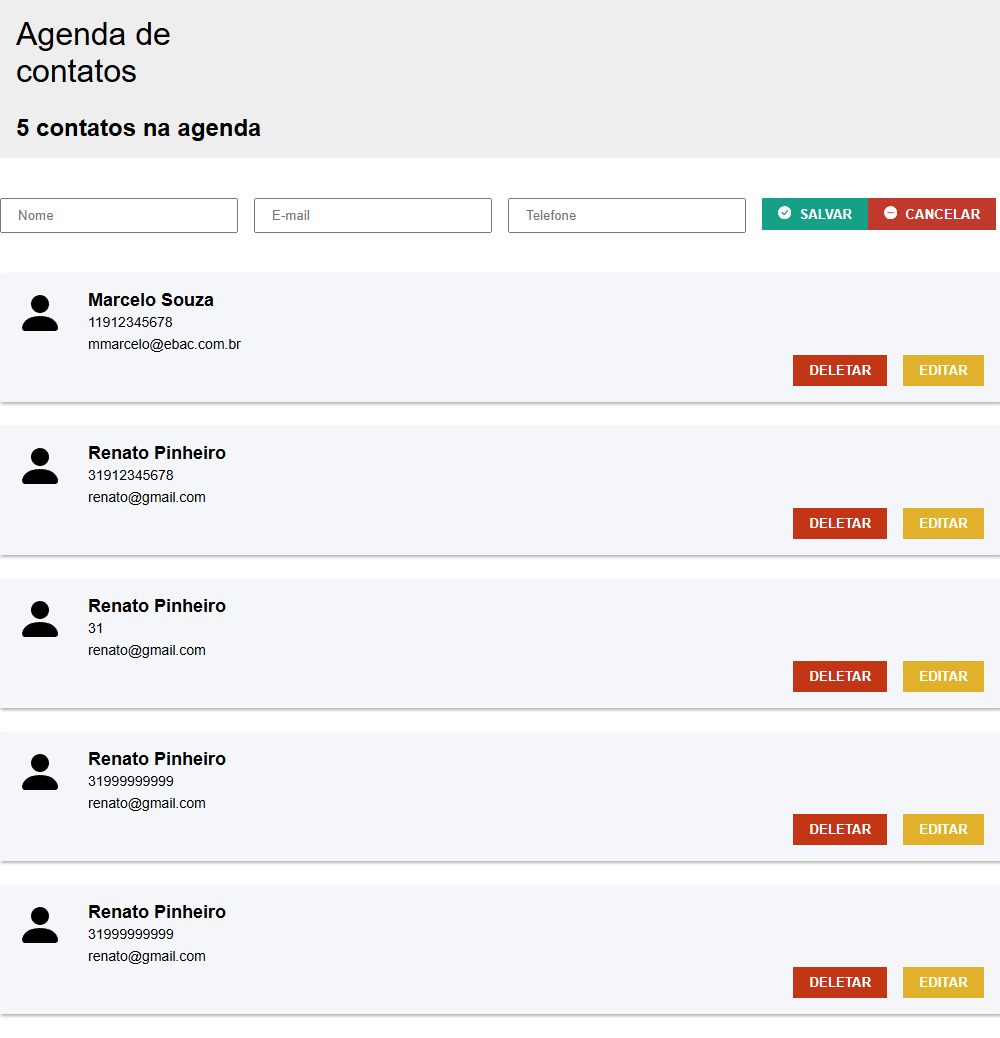 Agenda de
contatos
5 contatos na agenda
Nome E-mail Telefone SALVAR CANCELAR
Marcelo Souza
11912345678
mmarcelo@ebac.com.br
DELETAR EDITAR
Renato Pinheiro
31912345678
renato@gmail.com
DELETAR EDITAR
Renato Pinheiro
31
renato@gmail.com
DELETAR EDITAR
Renato Pinheiro
31999999999
renato@gmail.com
DELETAR EDITAR
Renato Pinheiro
31999999999
renato@gmail.com
DELETAR EDITAR